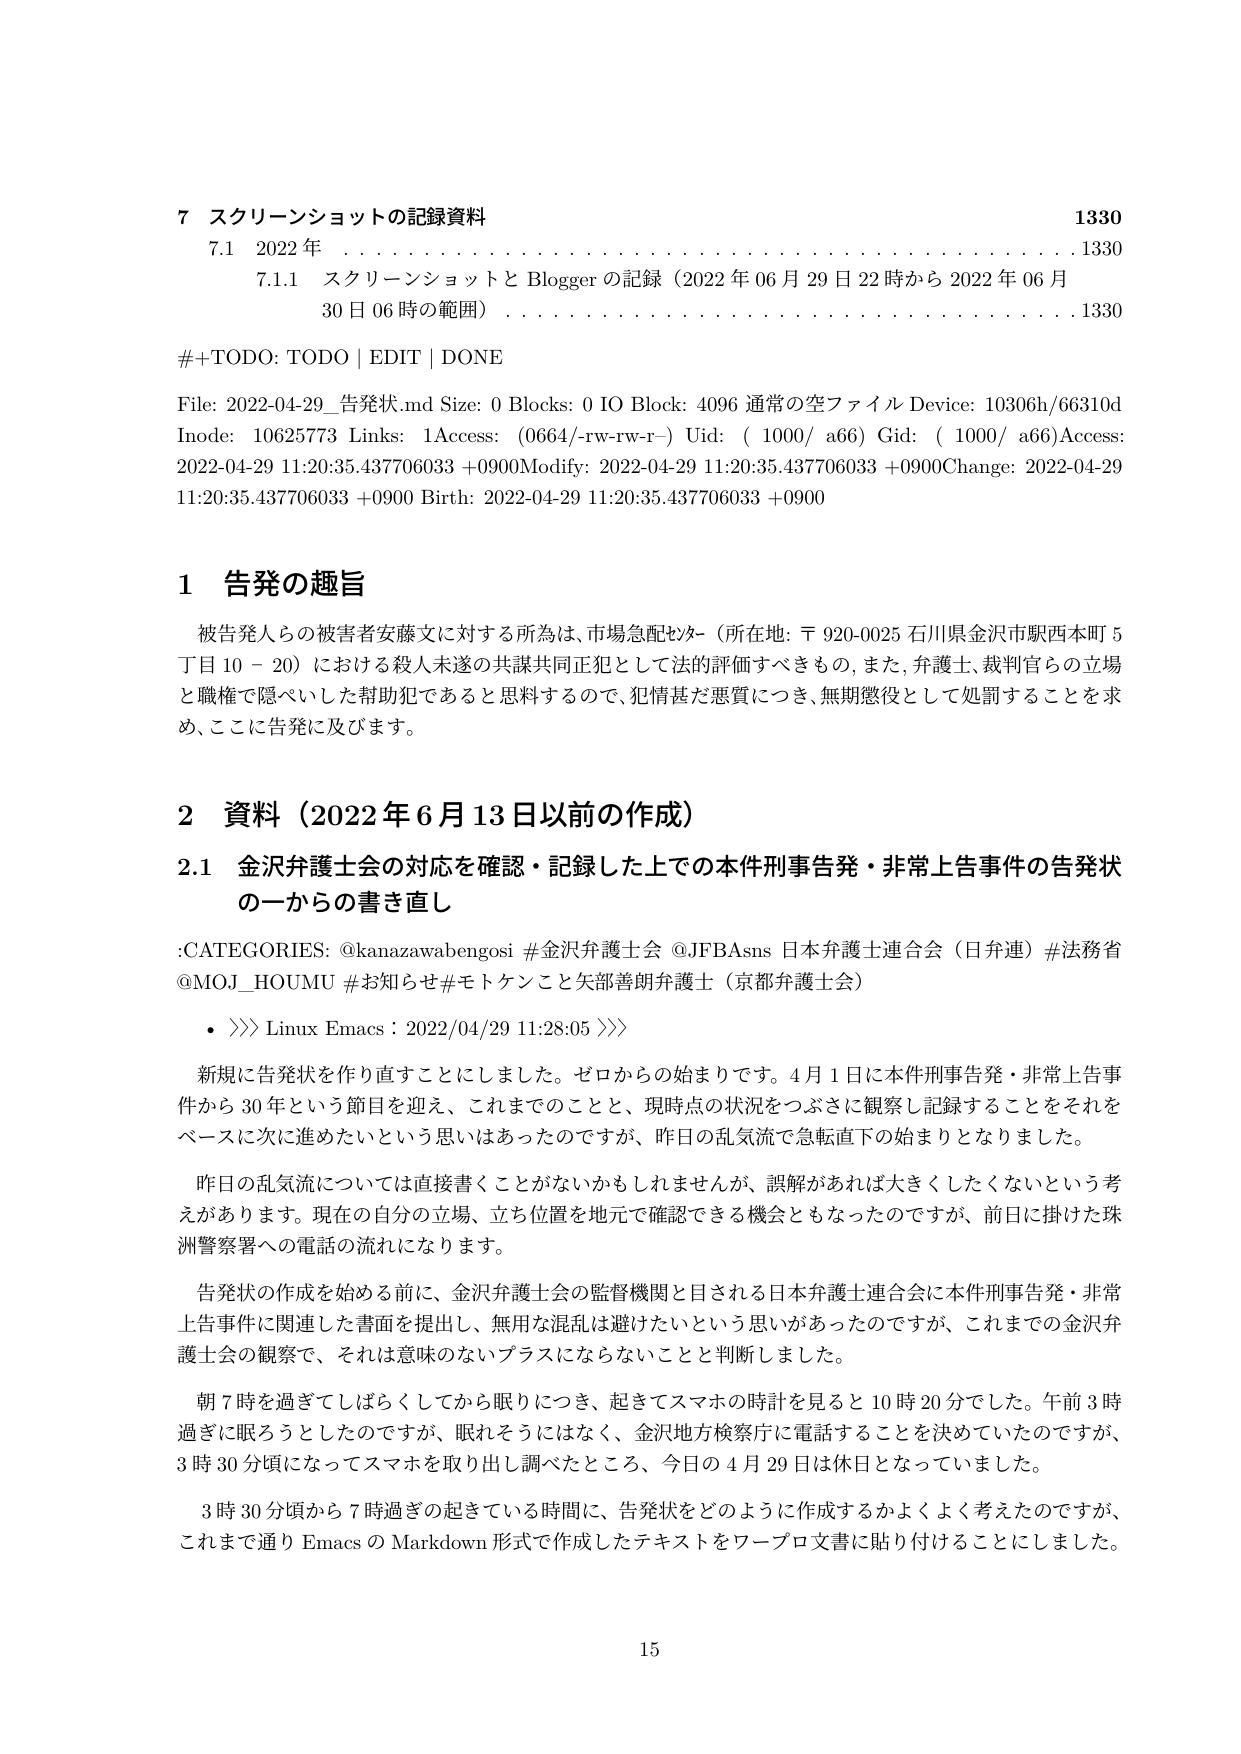 7 スクリーンショットの記録資料 1330
7.1 2022 年 . . . . . . . . . . . . . . . . . . . . . . . . . . . . . . . . . . . . . . . . . . . . . . . . . . . . . . 1330
7.1.1 スクリーンショットと Blogger の記録（2022 年 06 月 29 日 22 時から 2022 年 06 月
30 日 06 時の範囲） . . . . . . . . . . . . . . . . . . . . . . . . . . . . . . . . . . . . . . . . . . 1330
#+TODO: TODO | EDIT | DONE
File: 2022-04-29_告発状.md Size: 0 Blocks: 0 IO Block: 4096 通常の空ファイル Device: 10306h/66310d
Inode: 10625773 Links: 1Access: (0664/-rw-rw-r–) Uid: ( 1000/ a66) Gid: ( 1000/ a66)Access:
2022-04-29 11:20:35.437706033 +0900Modify: 2022-04-29 11:20:35.437706033 +0900Change: 2022-04-29
11:20:35.437706033 +0900 Birth: 2022-04-29 11:20:35.437706033 +0900
1 告発の趣旨
被告発人らの被害者安藤文に対する所為は、市場急配ｾﾝﾀｰ（所在地: 〒 920-0025 石川県金沢市駅西本町 5
丁目 10 − 20）における殺人未遂の共謀共同正犯として法的評価すべきもの, また, 弁護士、裁判官らの立場
と職権で隠ぺいした幇助犯であると思料するので、犯情甚だ悪質につき、無期懲役として処罰することを求
め、ここに告発に及びます。
2 資料（2022 年 6 月 13 日以前の作成）
2.1 金沢弁護士会の対応を確認・記録した上での本件刑事告発・非常上告事件の告発状
の一からの書き直し
:CATEGORIES: @kanazawabengosi #金沢弁護士会 @JFBAsns 日本弁護士連合会（日弁連）#法務省
@MOJ_HOUMU #お知らせ#モトケンこと矢部善朗弁護士（京都弁護士会）
• 〉〉〉 Linux Emacs： 2022/04/29 11:28:05 〉〉〉
新規に告発状を作り直すことにしました。ゼロからの始まりです。4 月 1 日に本件刑事告発・非常上告事
件から 30 年という節目を迎え、これまでのことと、現時点の状況をつぶさに観察し記録することをそれを
ベースに次に進めたいという思いはあったのですが、昨日の乱気流で急転直下の始まりとなりました。
昨日の乱気流については直接書くことがないかもしれませんが、誤解があれば大きくしたくないという考
えがあります。現在の自分の立場、立ち位置を地元で確認できる機会ともなったのですが、前日に掛けた珠
洲警察署への電話の流れになります。
告発状の作成を始める前に、金沢弁護士会の監督機関と目される日本弁護士連合会に本件刑事告発・非常
上告事件に関連した書面を提出し、無用な混乱は避けたいという思いがあったのですが、これまでの金沢弁
護士会の観察で、それは意味のないプラスにならないことと判断しました。
朝 7 時を過ぎてしばらくしてから眠りにつき、起きてスマホの時計を見ると 10 時 20 分でした。午前 3 時
過ぎに眠ろうとしたのですが、眠れそうにはなく、金沢地方検察庁に電話することを決めていたのですが、
3 時 30 分頃になってスマホを取り出し調べたところ、今日の 4 月 29 日は休日となっていました。
3 時 30 分頃から 7 時過ぎの起きている時間に、告発状をどのように作成するかよくよく考えたのですが、
これまで通り Emacs の Markdown 形式で作成したテキストをワープロ文書に貼り付けることにしました。
15